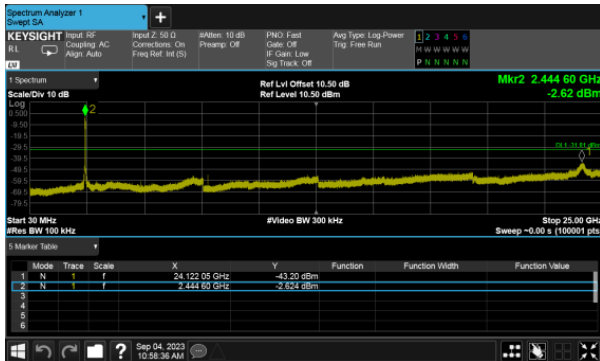 Spectrum Analyzer 1
Swept SA
KEYSIGHT
RL
LXI
Input: RF
Coupling: AC
Align: Auto
Input Z: 50 Ω
Corrections: On
Freq Ref: Int (S)
#Atten: 10 dB
Preamp: Off
PNO: Fast
Gate: Off
IF Gain: Low
Sig Track: Off
Avg Type: Log-Power
Trig: Free Run
1 2 3 4 5 6
M W W W W W
P N N N N N
1 Spectrum
Scale/Div 10 dB
Ref Lvl Offset 10.50 dB
Ref Level 10.50 dBm
Mkr2 2.444 60 GHz
-2.62 dBm
Log
0.500
-9.50
-19.5
-29.5
-39.5
-49.5
-59.5
-69.5
-79.5
2
1
Start 30 MHz
#Res BW 100 kHz
#Video BW 300 kHz
Stop 25.00 GHz
Sweep ~0.00 s (100001 pts)
5 Marker Table
Mode Trace Scale X Y Function Function Width Function Value
1 N 1 f 24.122 05 GHz -43.20 dBm
2 N 1 f 2.444 60 GHz -2.624 dBm
3
4
5
6
?
Sep 04, 2023
10:58:36 AM